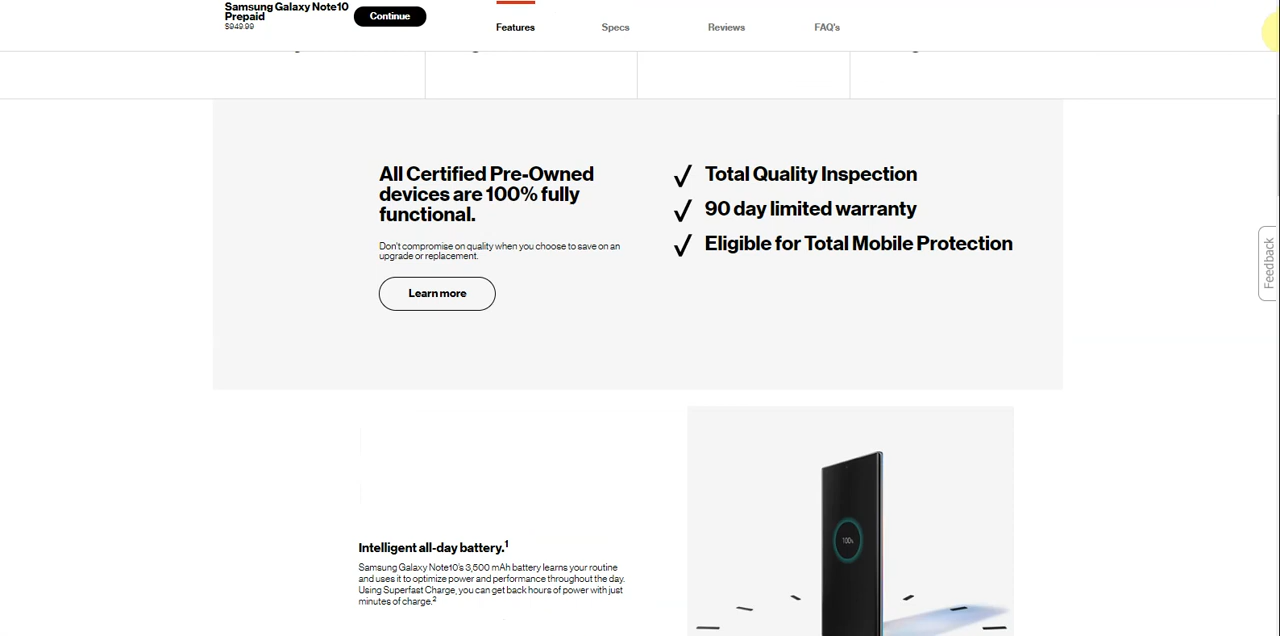 Samsung Galaxy Note10
Prepaid
$949.99
Continue
Features
Specs
Reviews
FAQ's
All Certified Pre-Owned
devices are 100% fully
functional.
Don't compromise on quality when you choose to save on an
upgrade or replacement.
Learn more
✓ Total Quality Inspection
✓ 90 day limited warranty
✓ Eligible for Total Mobile Protection
Feedback
Intelligent all-day battery.¹
Samsung Galaxy Note10's 3,500 mAh battery learns your routine
and uses it to optimize power and performance throughout the day.
Using Superfast Charge, you can get back hours of power with just
minutes of charge.²
100%